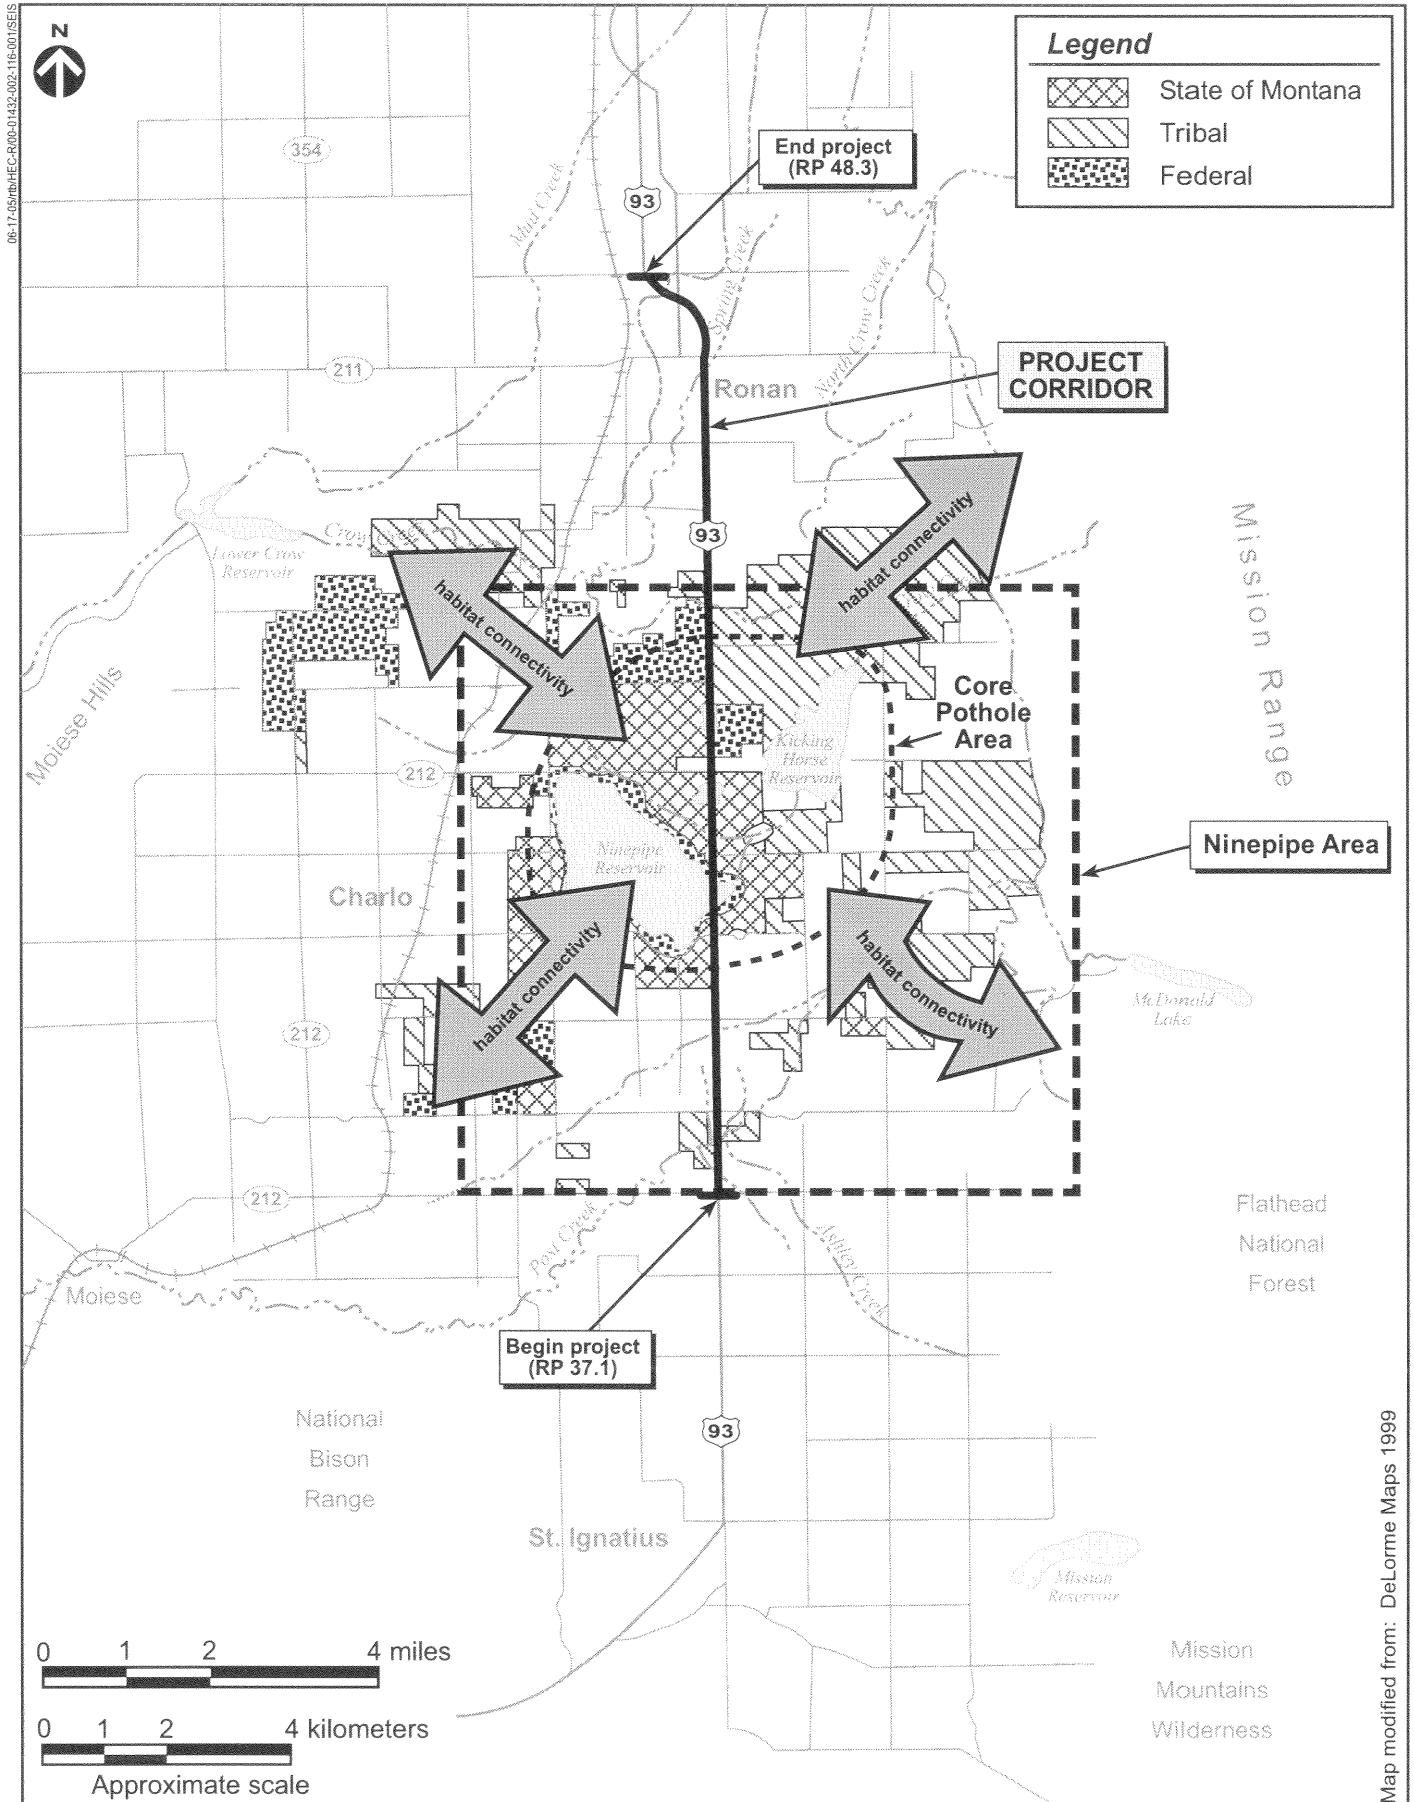 06-17-05/rtb/HEC-R/00-01432-002-116-001/SEIS
N
Legend
State of Montana
Tribal
Federal
354
End project
(RP 48.3)
93
Mud Creek
Spring Creek
North Crow Creek
211
Ronan
PROJECT
CORRIDOR
93
habitat connectivity
Crow Creek
Lower Crow
Reservoir
habitat connectivity
Mission Range
Moiese Hills
Core
Pothole
Area
Kicking
Horse
Reservoir
212
Ninepipe
Reservoir
Ninepipe Area
Charlo
habitat connectivity
habitat connectivity
McDonald
Lake
212
212
Post Creek
Ashley Creek
Flathead
National
Forest
Moiese
Begin project
(RP 37.1)
National
Bison
Range
93
St. Ignatius
Mission
Reservoir
Mission
Mountains
Wilderness
0 1 2 4 miles
0 1 2 4 kilometers
Approximate scale
Map modified from: DeLorme Maps 1999